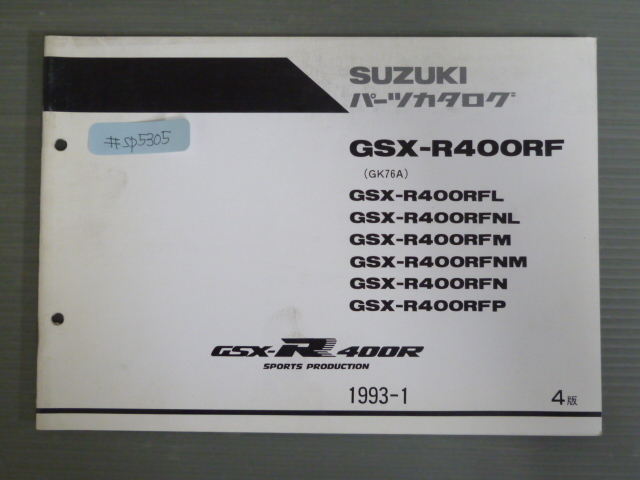 SUZUKI
パーツカタログ
#sp5305
GSX-R400RF
(GK76A)
GSX-R400RFL
GSX-R400RFNL
GSX-R400RFM
GSX-R400RFNM
GSX-R400RFN
GSX-R400RFP
GSX-R 400R
SPORTS PRODUCTION
1993-1
4版